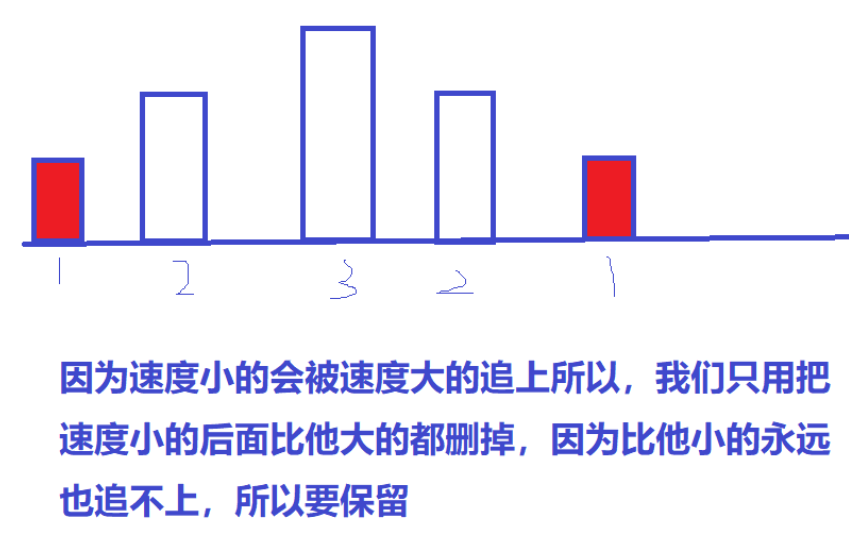 1 2 3 2 1
因为速度小的会被速度大的追上所以，我们只用把
速度小的后面比他大的都删掉，因为比他小的永远
也追不上，所以要保留